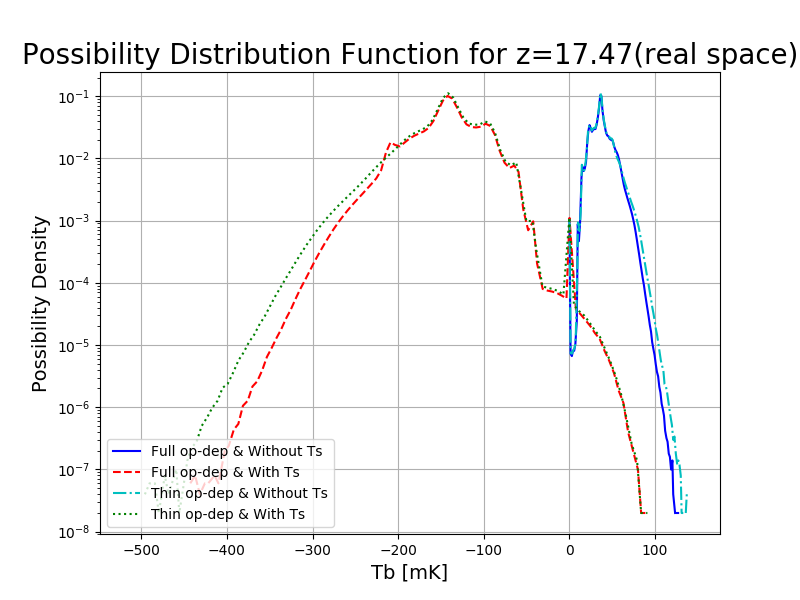 Possibility Distribution Function for z=17.47(real space)
Possibility Density
10⁻¹
10⁻²
10⁻³
10⁻⁴
10⁻⁵
10⁻⁶
10⁻⁷
10⁻⁸
Full op-dep & Without Ts
Full op-dep & With Ts
Thin op-dep & Without Ts
Thin op-dep & With Ts
−500 −400 −300 −200 −100 0 100
Tb [mK]